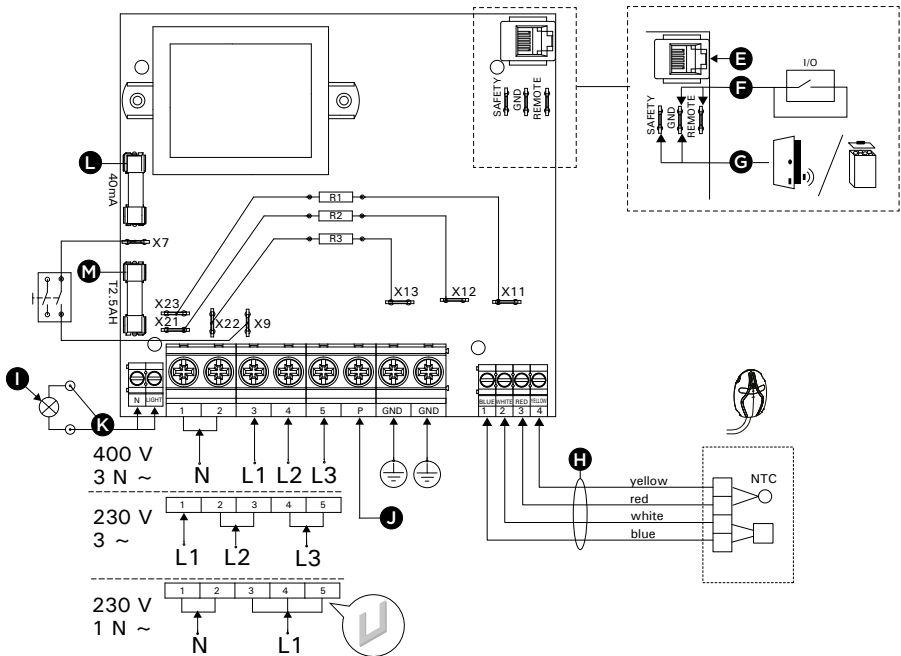 SAFETY
GND
REMOTE
E
F
I/O
SAFETY
GND
REMOTE
G
L
40mA
R1
R2
R3
X7
M
T2.5AH
X13
X12
X11
X23
X21
X22
X9
I
N
LIGHT
K
1 2 3 4 5 P GND GND
BLUE WHITE RED YELLOW
1 2 3 4
400 V
3 N ~
N L1 L2 L3
H
yellow
red
white
blue
NTC
J
230 V
3 ~
1 2 3 4 5
L1 L2 L3
230 V
1 N ~
1 2 3 4 5
N L1